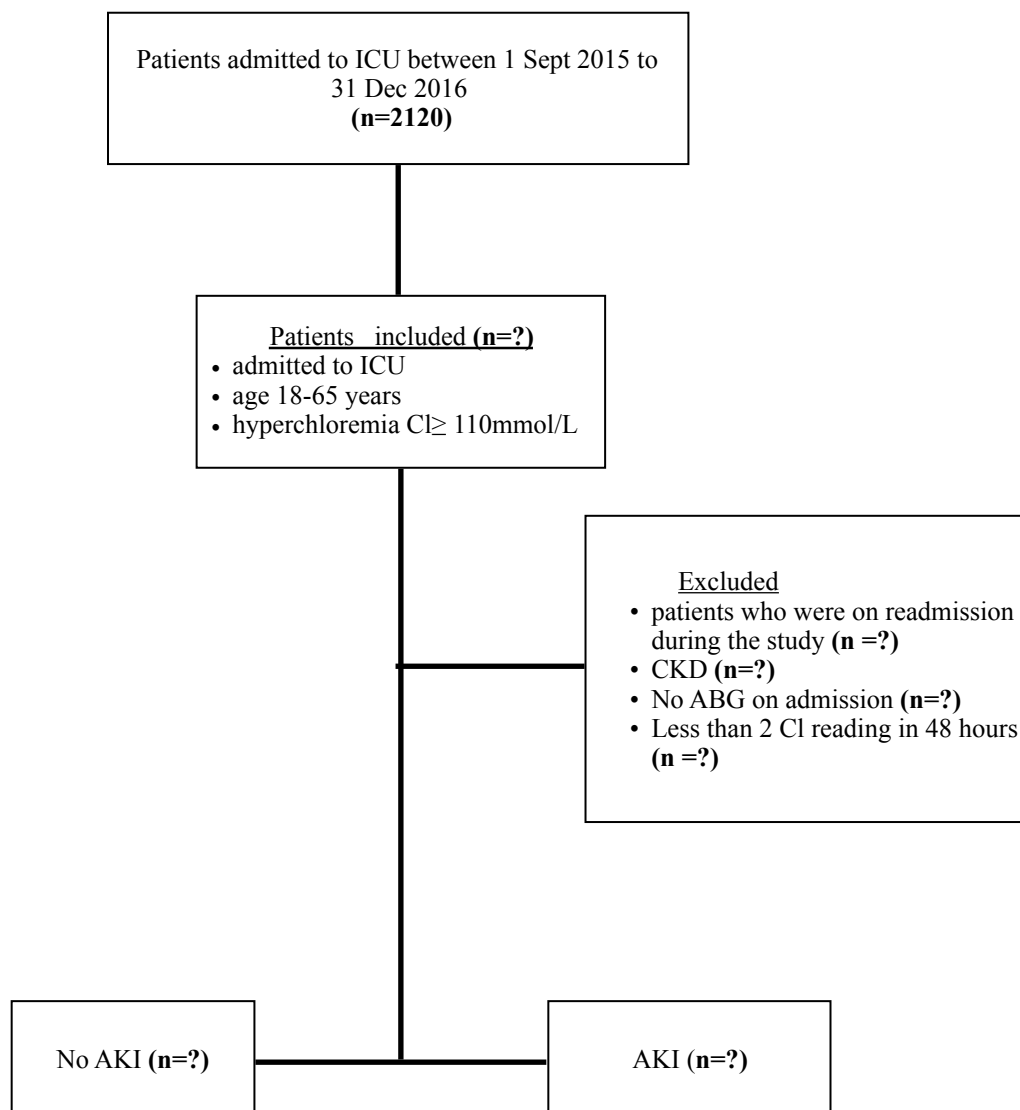 Patients admitted to ICU between 1 Sept 2015 to
31 Dec 2016
(n=2120)
Patients included (n=?)
• admitted to ICU
• age 18-65 years
• hyperchloremia Cl≥ 110mmol/L
Excluded
• patients who were on readmission
during the study (n =?)
• CKD (n=?)
• No ABG on admission (n=?)
• Less than 2 Cl reading in 48 hours
(n =?)
No AKI (n=?)
AKI (n=?)